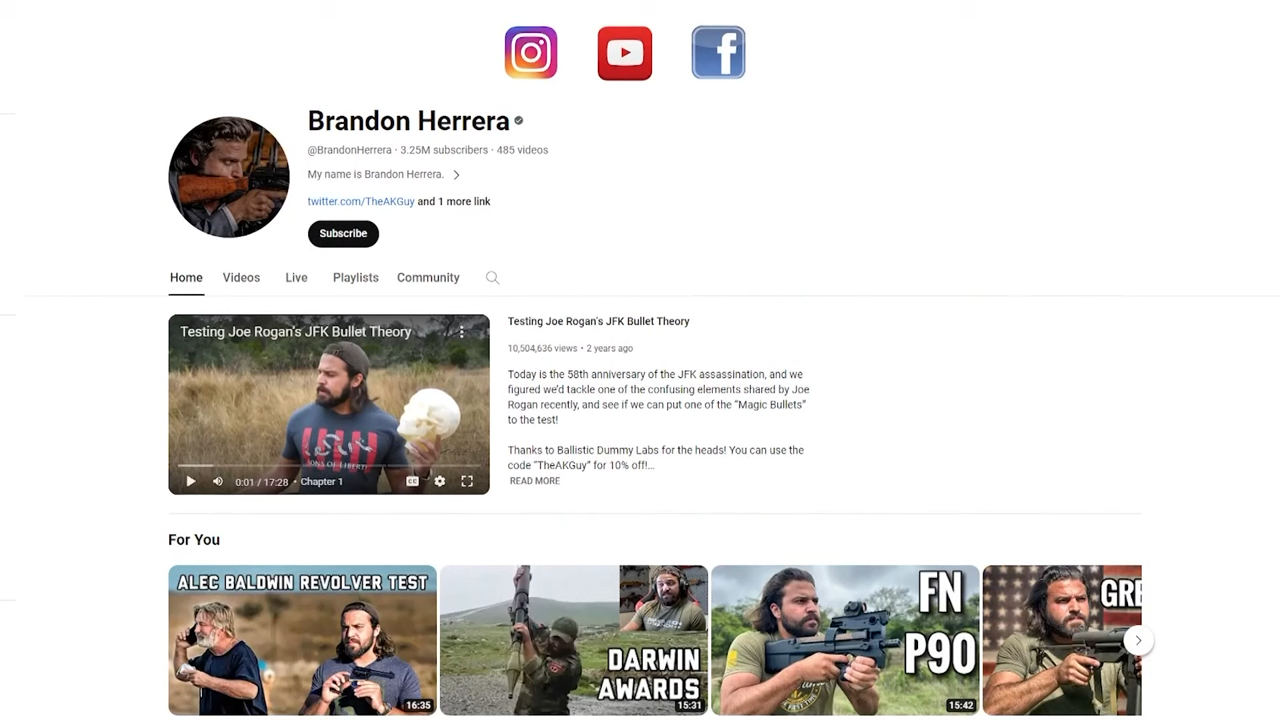 Brandon Herrera
@BrandonHerrera · 3.25M subscribers · 485 videos
My name is Brandon Herrera.
twitter.com/TheAKGuy and 1 more link
Subscribe
Home Videos Live Playlists Community
Testing Joe Rogan's JFK Bullet Theory
SONS OF LIBERTY
0:01 / 17:28 • Chapter 1
CC
Testing Joe Rogan's JFK Bullet Theory
10,504,636 views • 2 years ago
Today is the 58th anniversary of the JFK assassination, and we
figured we'd tackle one of the confusing elements shared by Joe
Rogan recently, and see if we can put one of the “Magic Bullets”
to the test!
Thanks to Ballistic Dummy Labs for the heads! You can use the
code “TheAKGuy” for 10% off!...
READ MORE
For You
ALEC BALDWIN REVOLVER TEST
16:35
DARWIN
AWARDS
15:31
FN
P90
15:42
GRE